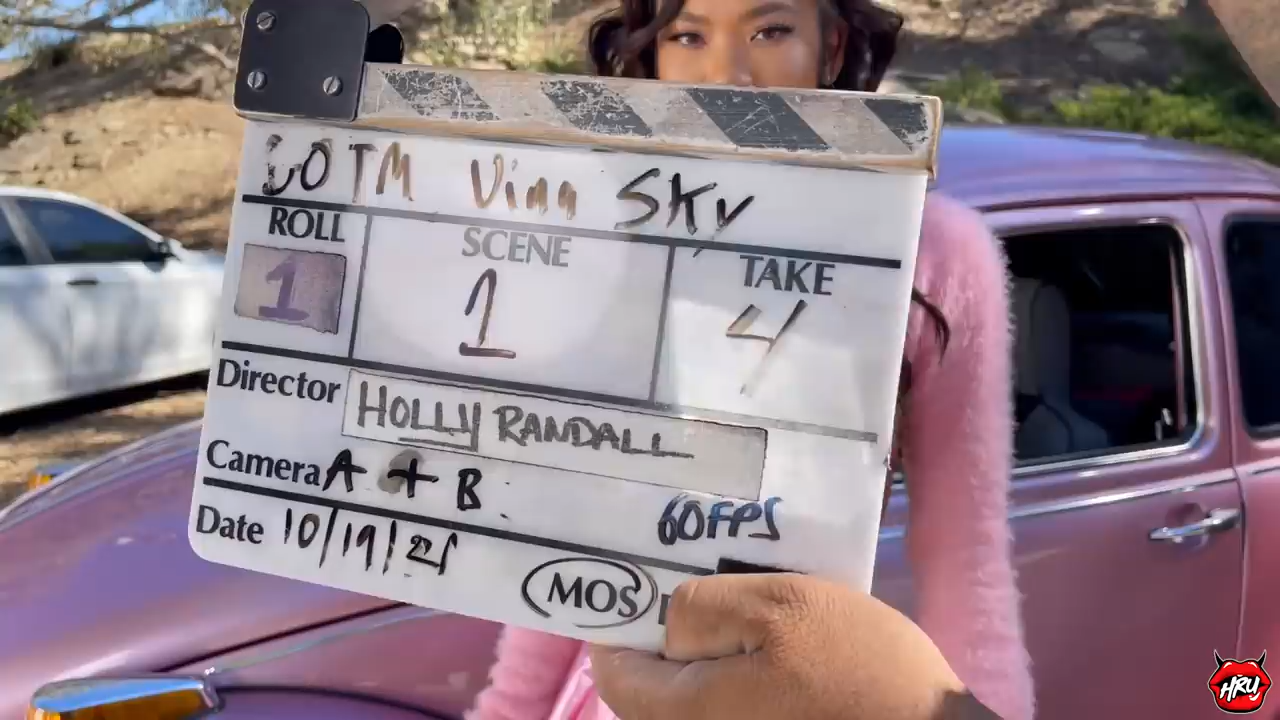 COTM Vina Sky
ROLL SCENE TAKE
1 1 4
Director HOLLY RANDALL
Camera A + B
60FPS
Date 10/19/21
MOS
HRU